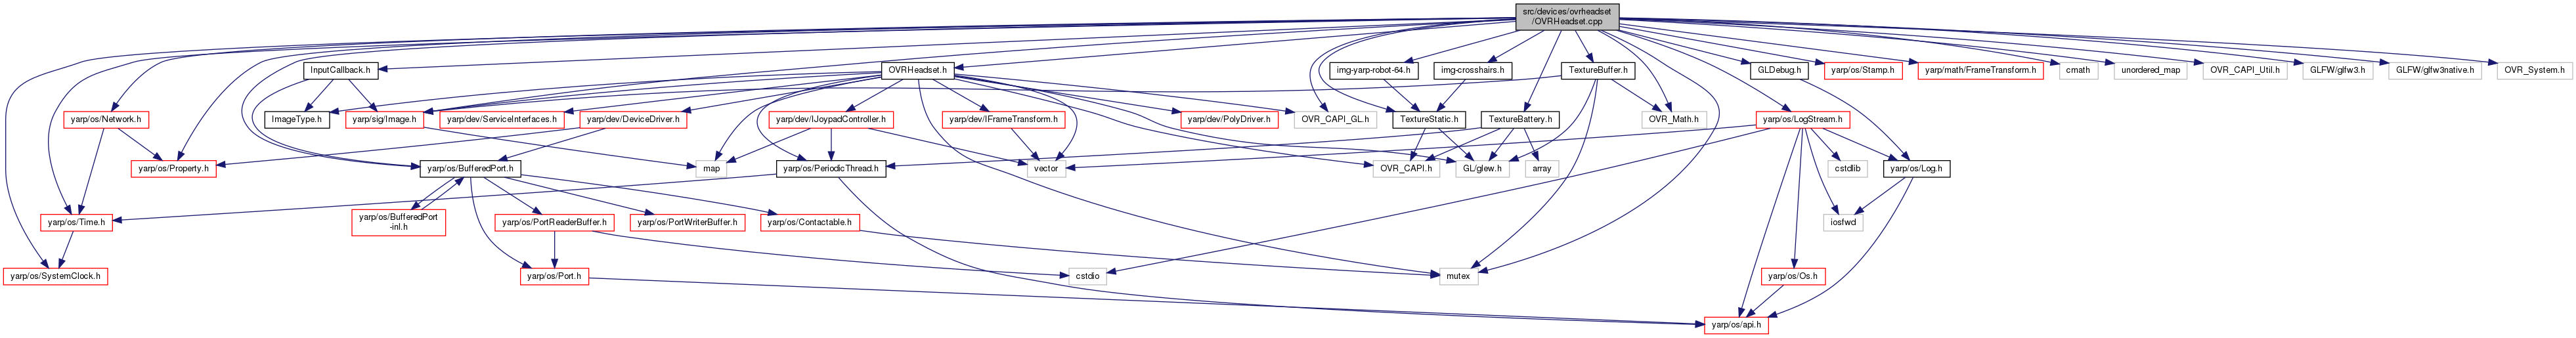 src/devices/ovrheadset
/OVRHeadset.cpp
InputCallback.h
OVRHeadset.h
img-yarp-robot-64.h
img-crosshairs.h
TextureBuffer.h
GLDebug.h
yarp/os/Stamp.h
yarp/math/FrameTransform.h
cmath
unordered_map
OVR_CAPI_Util.h
GLFW/glfw3.h
GLFW/glfw3native.h
OVR_System.h
yarp/os/Network.h
ImageType.h
yarp/sig/Image.h
yarp/dev/ServiceInterfaces.h
yarp/dev/DeviceDriver.h
yarp/dev/IJoypadController.h
yarp/dev/IFrameTransform.h
yarp/dev/PolyDriver.h
OVR_CAPI_GL.h
TextureStatic.h
TextureBattery.h
OVR_Math.h
yarp/os/LogStream.h
yarp/os/Property.h
yarp/os/BufferedPort.h
map
yarp/os/PeriodicThread.h
vector
OVR_CAPI.h
GL/glew.h
array
cstdlib
yarp/os/Log.h
yarp/os/Time.h
yarp/os/BufferedPort
-inl.h
yarp/os/PortReaderBuffer.h
yarp/os/PortWriterBuffer.h
yarp/os/Contactable.h
iosfwd
yarp/os/SystemClock.h
yarp/os/Port.h
cstdio
mutex
yarp/os/Os.h
yarp/os/api.h